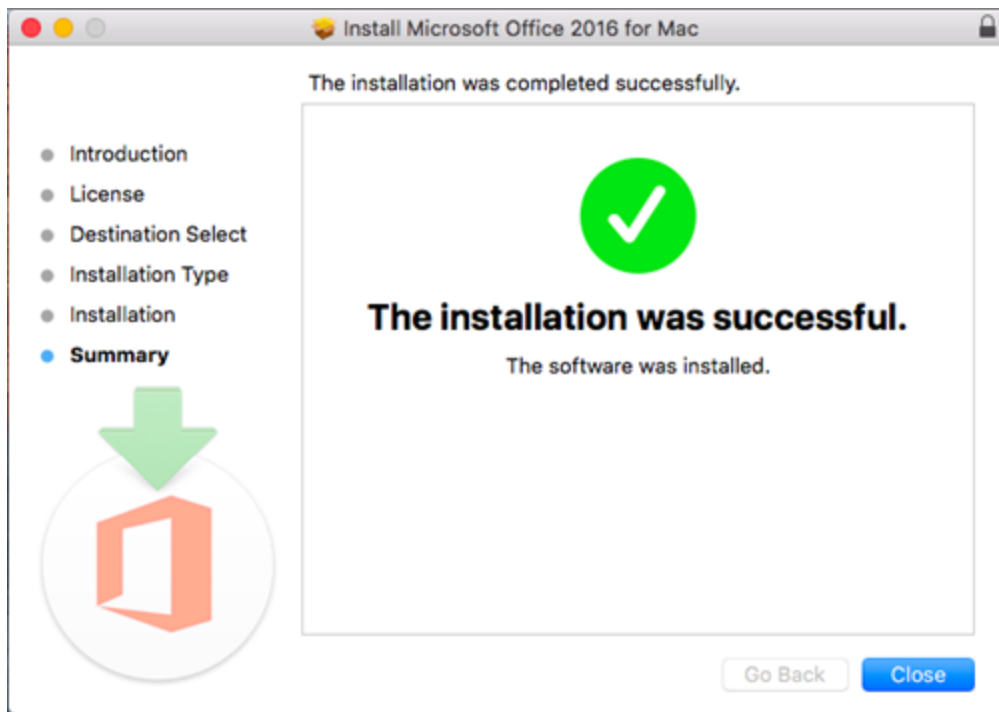 Install Microsoft Office 2016 for Mac
The installation was completed successfully.
Introduction
License
Destination Select
Installation Type
Installation
Summary
The installation was successful.
The software was installed.
Go Back
Close